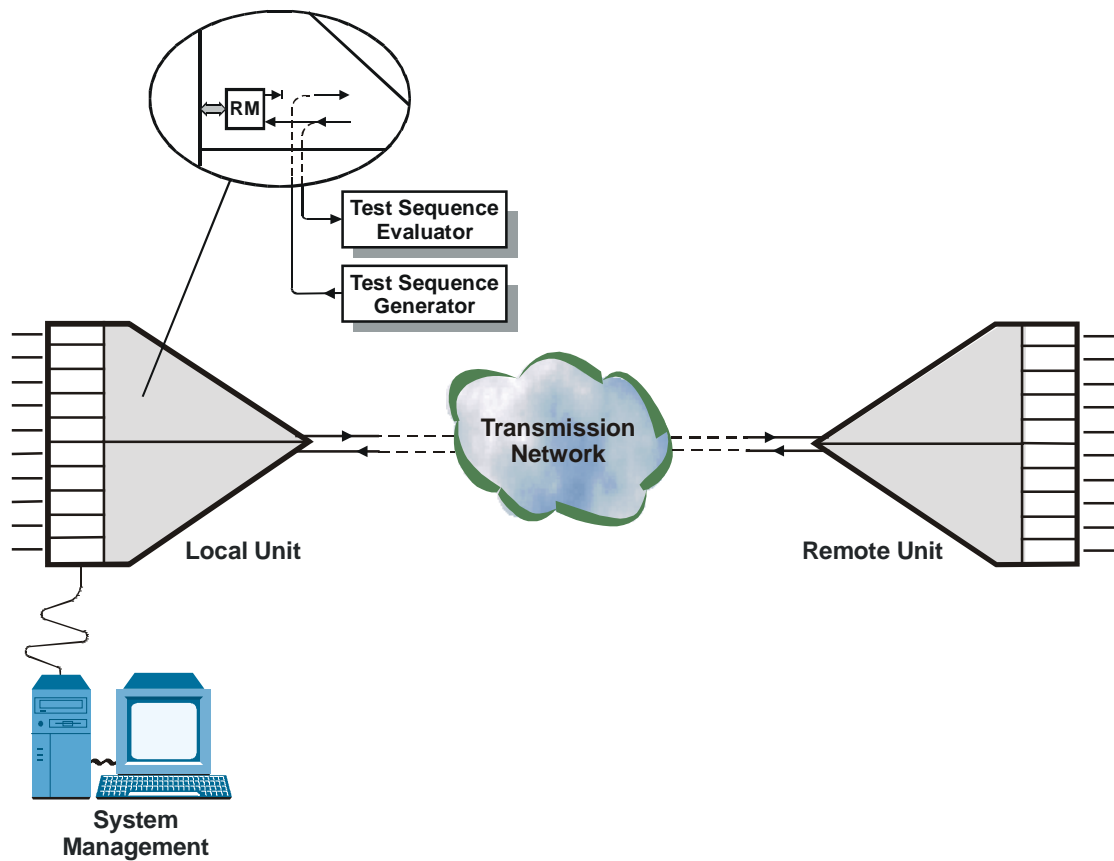 RM
Test Sequence
Evaluator
Test Sequence
Generator
Transmission
Network
Local Unit
Remote Unit
System
Management